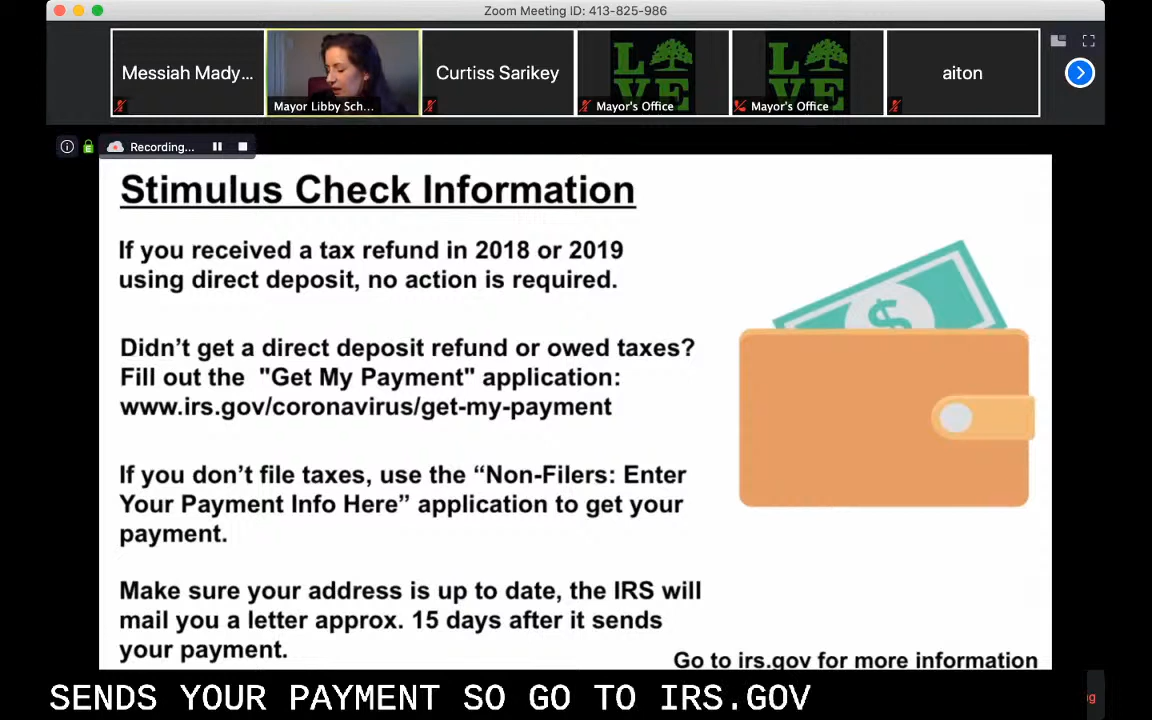 Zoom Meeting ID: 413-825-986
Messiah Mady...
Mayor Libby Sch...
Curtiss Sarikey
LOVE
Mayor's Office
LOVE
Mayor's Office
aiton
Recording...
Stimulus Check Information
If you received a tax refund in 2018 or 2019
using direct deposit, no action is required.
Didn't get a direct deposit refund or owed taxes?
Fill out the "Get My Payment" application:
www.irs.gov/coronavirus/get-my-payment
If you don't file taxes, use the “Non-Filers: Enter
Your Payment Info Here” application to get your
payment.
Make sure your address is up to date, the IRS will
mail you a letter approx. 15 days after it sends
your payment.
$
Go to irs.gov for more information
SENDS YOUR PAYMENT SO GO TO IRS.GOV